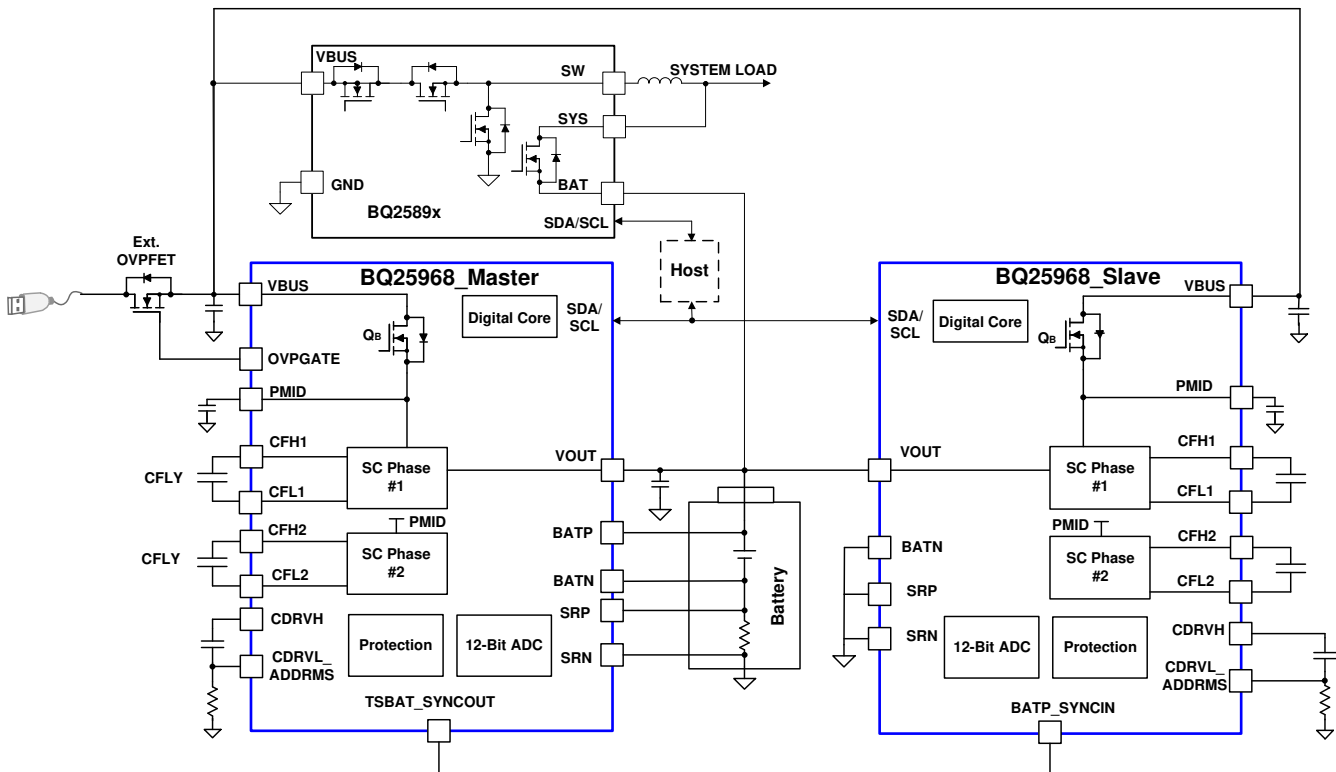 VBUS
SW
SYSTEM LOAD
SYS
GND
BAT
BQ2589x
SDA/SCL
Host
Ext.
OVPFET
BQ25968_Master
VBUS
QB
Digital Core
SDA/
SCL
OVPGATE
PMID
CFH1
CFLY
CFL1
SC Phase
#1
VOUT
PMID
CFH2
CFLY
CFL2
SC Phase
#2
BATP
BATN
SRP
SRN
CDRVH
CDRVL_
ADDRMS
Protection
12-Bit ADC
TSBAT_SYNCOUT
Battery
BQ25968_Slave
VBUS
SDA/
SCL
Digital Core
QB
PMID
VOUT
SC Phase
#1
CFH1
CFL1
PMID
SC Phase
#2
CFH2
CFL2
BATN
SRP
SRN
12-Bit ADC
Protection
CDRVH
CDRVL_
ADDRMS
BATP_SYNCIN